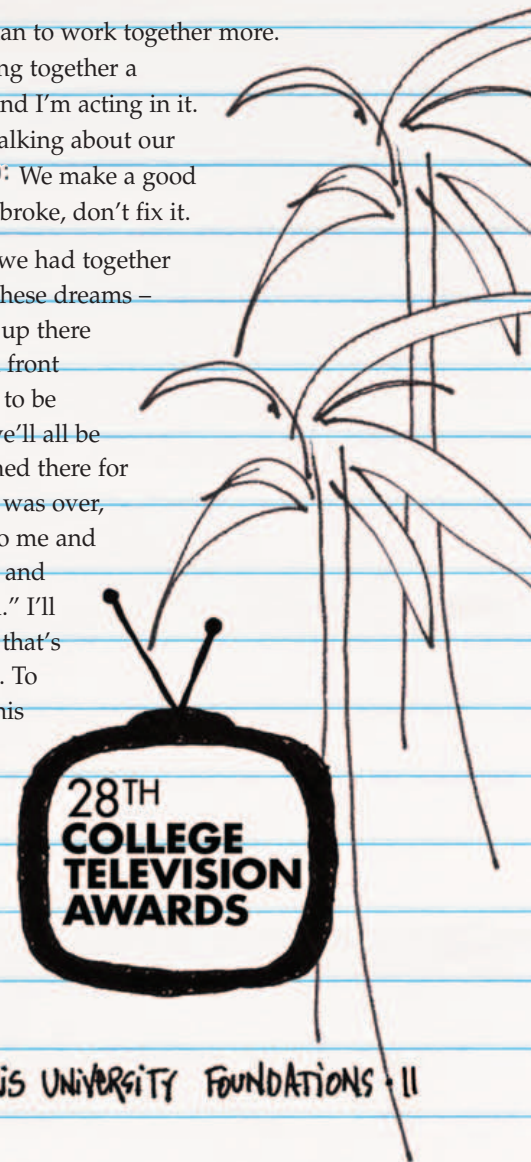 an to work together more.
ng together a
nd I'm acting in it.
alking about our
: We make a good
broke, don't fix it.
we had together
hese dreams –
up there
front
to be
ve'll all be
ned there for
was over,
o me and
and
." I'll
that's
. To
his
28TH
COLLEGE
TELEVISION
AWARDS
is UNiVERSiTY FOUNDATiONS · 11